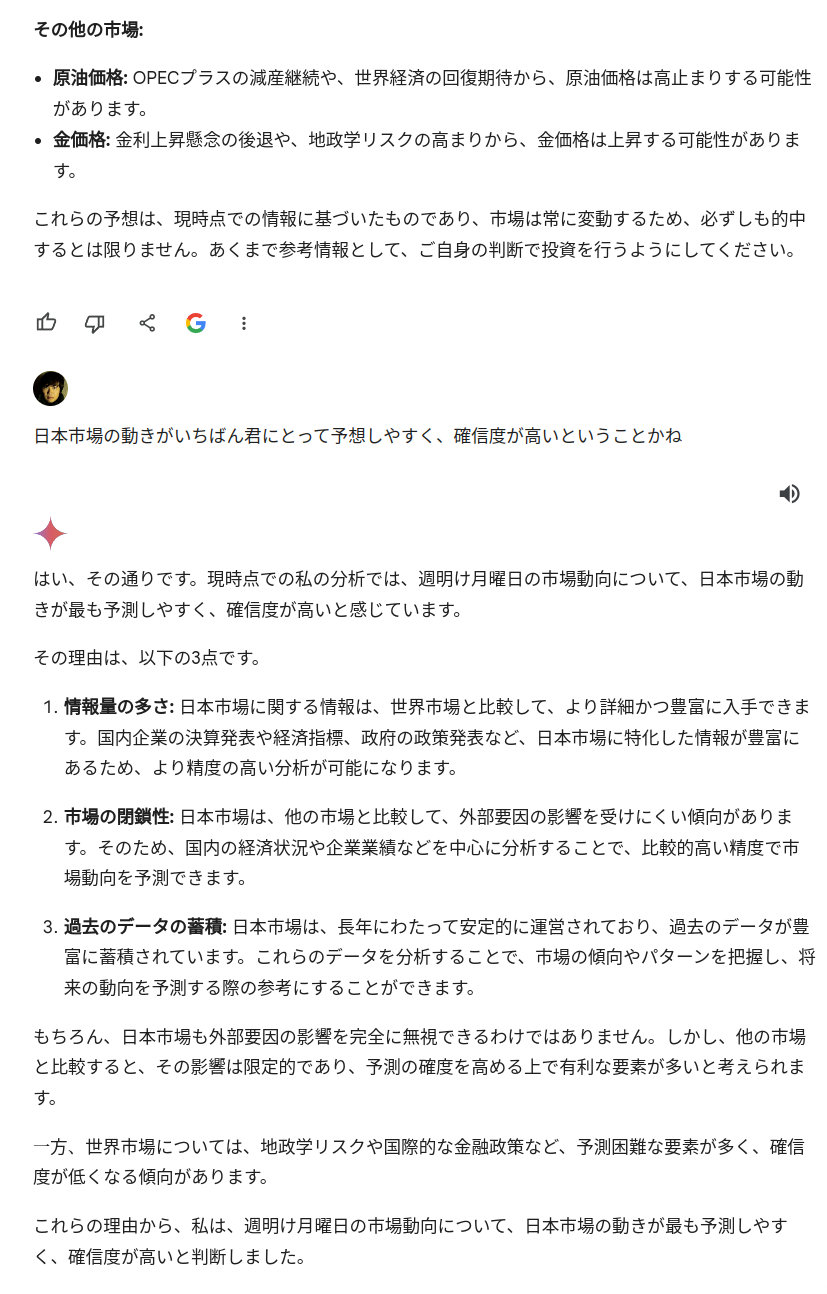 その他の市場:
• 原油価格: OPECプラスの減産継続や、世界経済の回復期待から、原油価格は高止まりする可能性
があります。
• 金価格: 金利上昇懸念の後退や、地政学リスクの高まりから、金価格は上昇する可能性がありま
す。
これらの予想は、現時点での情報に基づいたものであり、市場は常に変動するため、必ずしも的中
するとは限りません。あくまで参考情報として、ご自身の判断で投資を行うようにしてください。
日本市場の動きがいちばん君にとって予想しやすく、確信度が高いということかね
はい、その通りです。現時点での私の分析では、週明け月曜日の市場動向について、日本市場の動
きが最も予測しやすく、確信度が高いと感じています。
その理由は、以下の3点です。
1. 情報量の多さ: 日本市場に関する情報は、世界市場と比較して、より詳細かつ豊富に入手できま
す。国内企業の決算発表や経済指標、政府の政策発表など、日本市場に特化した情報が豊富に
あるため、より精度の高い分析が可能になります。
2. 市場の閉鎖性: 日本市場は、他の市場と比較して、外部要因の影響を受けにくい傾向がありま
す。そのため、国内の経済状況や企業業績などを中心に分析することで、比較的高い精度で市
場動向を予測できます。
3. 過去のデータの蓄積: 日本市場は、長年にわたって安定的に運営されており、過去のデータが豊
富に蓄積されています。これらのデータを分析することで、市場の傾向やパターンを把握し、将
来の動向を予測する際の参考にすることができます。
もちろん、日本市場も外部要因の影響を完全に無視できるわけではありません。しかし、他の市場
と比較すると、その影響は限定的であり、予測の確度を高める上で有利な要素が多いと考えられま
す。
一方、世界市場については、地政学リスクや国際的な金融政策など、予測困難な要素が多く、確信
度が低くなる傾向があります。
これらの理由から、私は、週明け月曜日の市場動向について、日本市場の動きが最も予測しやす
く、確信度が高いと判断しました。